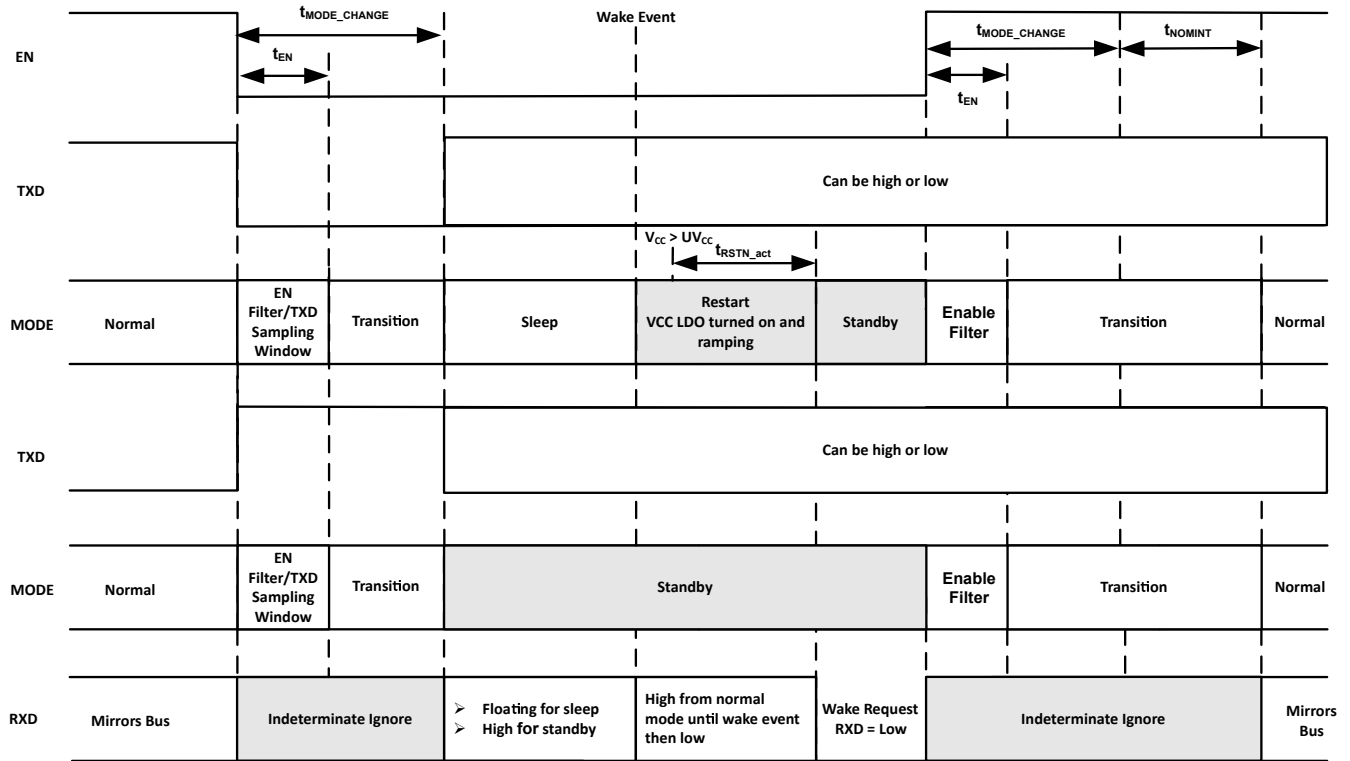 tMODE_CHANGE
Wake Event
EN
tEN
tMODE_CHANGE
tNOMINT
tEN
TXD
Can be high or low
VCC > UVCC
tRSTN_act
MODE
Normal
EN
Filter/TXD
Sampling
Window
Transition
Sleep
Restart
VCC LDO turned on and
ramping
Standby
Enable
Filter
Transition
Normal
TXD
Can be high or low
MODE
Normal
EN
Filter/TXD
Sampling
Window
Transition
Standby
Enable
Filter
Transition
Normal
RXD
Mirrors Bus
Indeterminate Ignore
➢ Floating for sleep
➢ High for standby
High from normal
mode until wake event
then low
Wake Request
RXD = Low
Indeterminate Ignore
Mirrors
Bus